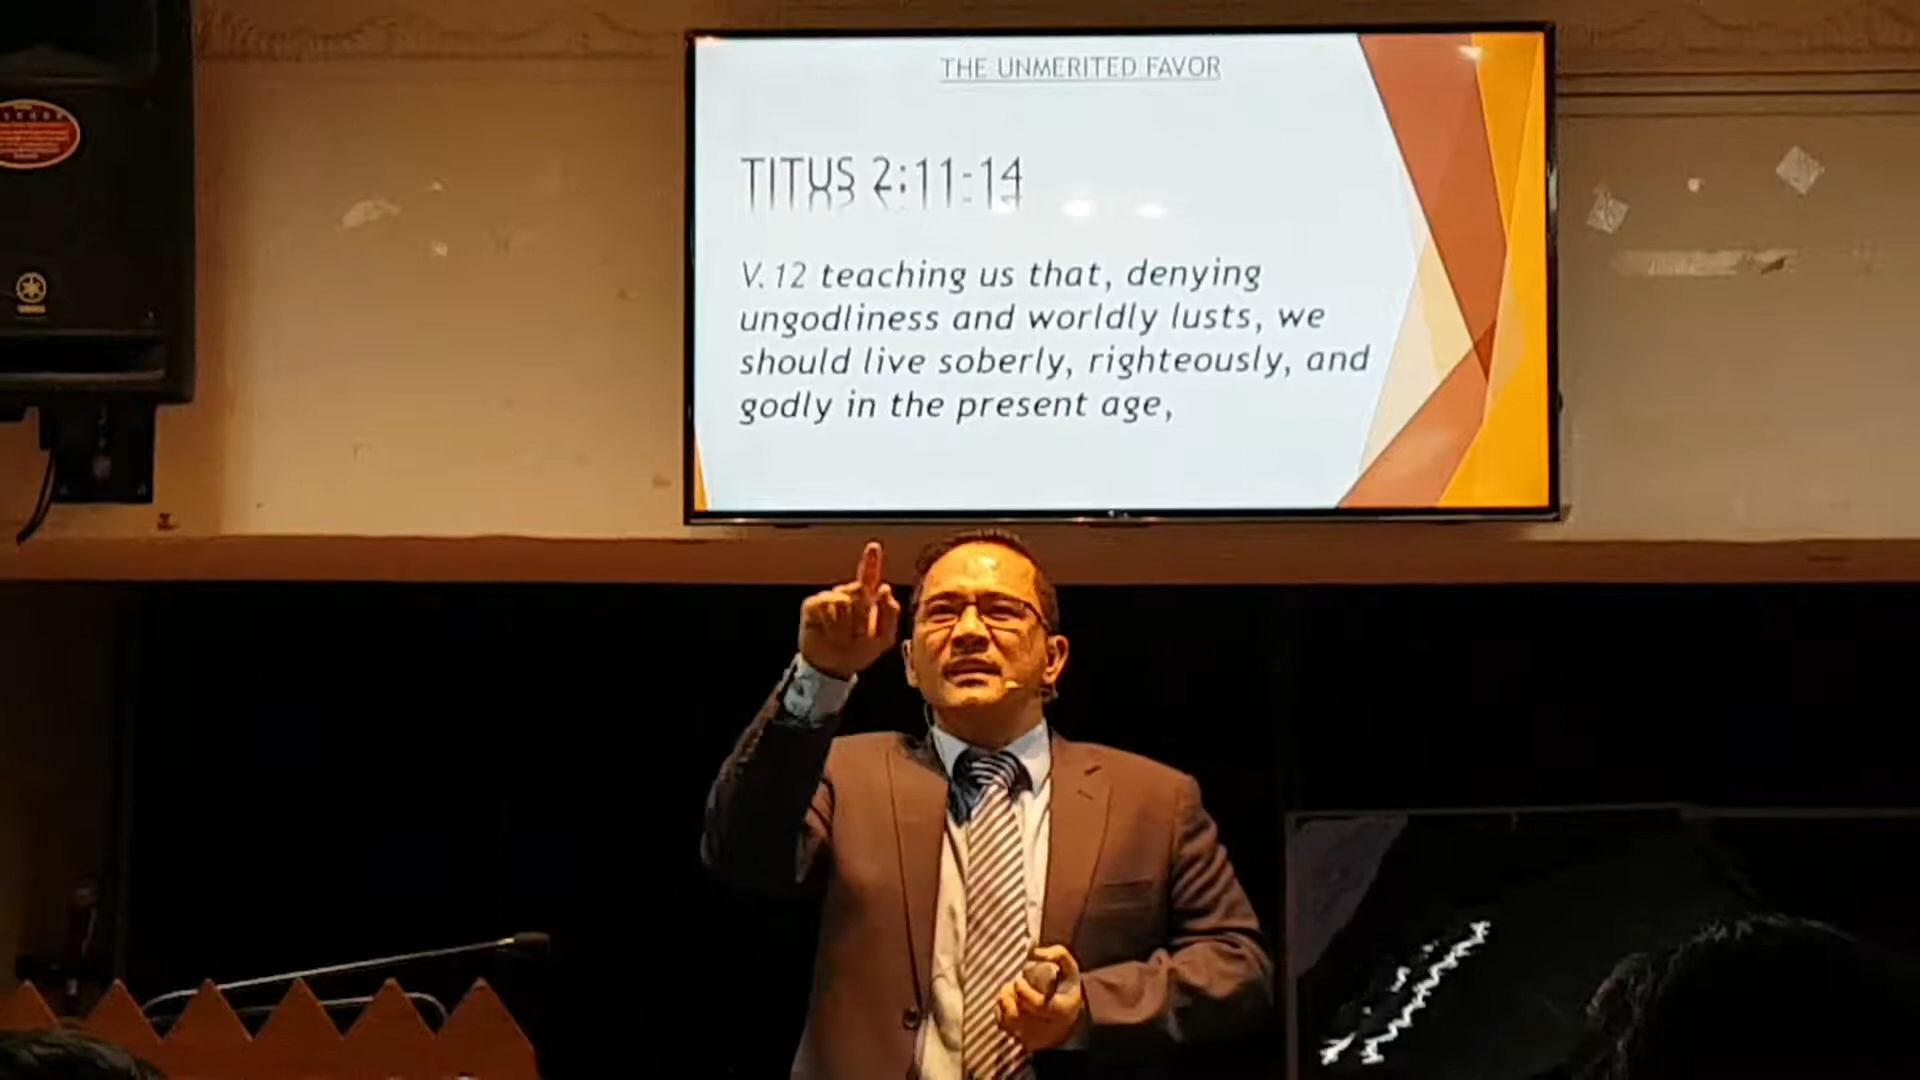 THE UNMERITED FAVOR
TITUS 2:11-14
V. 12 teaching us that, denying
ungodliness and worldly lusts, we
should live soberly, righteously, and
godly in the present age,